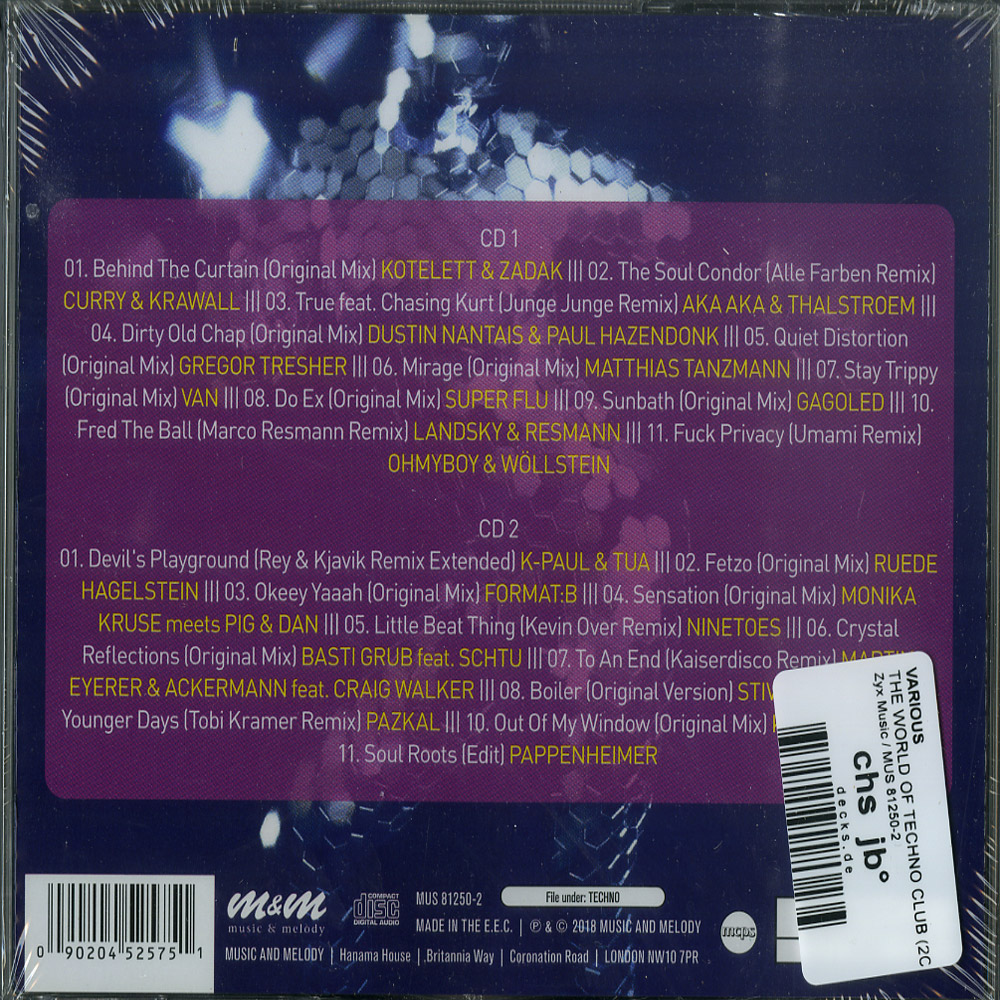 CD 1
01. Behind The Curtain (Original Mix) KOTELETT & ZADAK ||| 02. The Soul Condor (Alle Farben Remix)
CURRY & KRAWALL ||| 03. True feat. Chasing Kurt (Junge Junge Remix) AKA AKA & THALSTROEM |||
04. Dirty Old Chap (Original Mix) DUSTIN NANTAIS & PAUL HAZENDONK ||| 05. Quiet Distortion
(Original Mix) GREGOR TRESHER ||| 06. Mirage (Original Mix) MATTHIAS TANZMANN ||| 07. Stay Trippy
(Original Mix) VAN ||| 08. Do Ex (Original Mix) SUPER FLU ||| 09. Sunbath (Original Mix) GAGOLED ||| 10.
Fred The Ball (Marco Resmann Remix) LANDSKY & RESMANN ||| 11. Fuck Privacy (Umami Remix)
OHMYBOY & WÖLLSTEIN
CD 2
01. Devil's Playground (Rey & Kjavik Remix Extended) K-PAUL & TUA ||| 02. Fetzo (Original Mix) RUEDE
HAGELSTEIN ||| 03. Okeey Yaaah (Original Mix) FORMAT:B ||| 04. Sensation (Original Mix) MONIKA
KRUSE meets PIG & DAN ||| 05. Little Beat Thing (Kevin Over Remix) NINETOES ||| 06. Crystal
Reflections (Original Mix) BASTI GRUB feat. SCHTU ||| 07. To An End (Kaiserdisco Remix)
EYERER & ACKERMANN feat. CRAIG WALKER ||| 08. Boiler (Original Version)
Younger Days (Tobi Kramer Remix) PAZKAL ||| 10. Out Of My Window (Original Mix)
11. Soul Roots (Edit) PAPPENHEIMER
VARIOUS
THE WORLD OF TECHNO CLUB (2C
Zyx Music / MUS 81250-2
chs jb°
decks.de
0 90204 52575 1
m&m
music & melody
COMPACT
disc
DIGITAL AUDIO
MUS 81250-2
File under: TECHNO
MADE IN THE E.E.C. | ℗ & © 2018 MUSIC AND MELODY
mcps
MUSIC AND MELODY | Hanama House | Britannia Way | Coronation Road | LONDON NW10 7PR